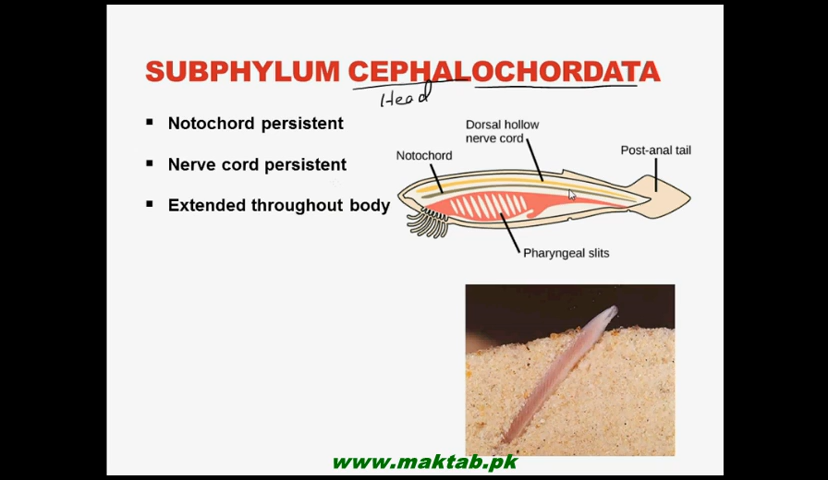 SUBPHYLUM CEPHALOCHORDATA
Head
Notochord persistent
Nerve cord persistent
Extended throughout body
Dorsal hollow
nerve cord
Notochord
Post-anal tail
Pharyngeal slits
www.maktab.pk